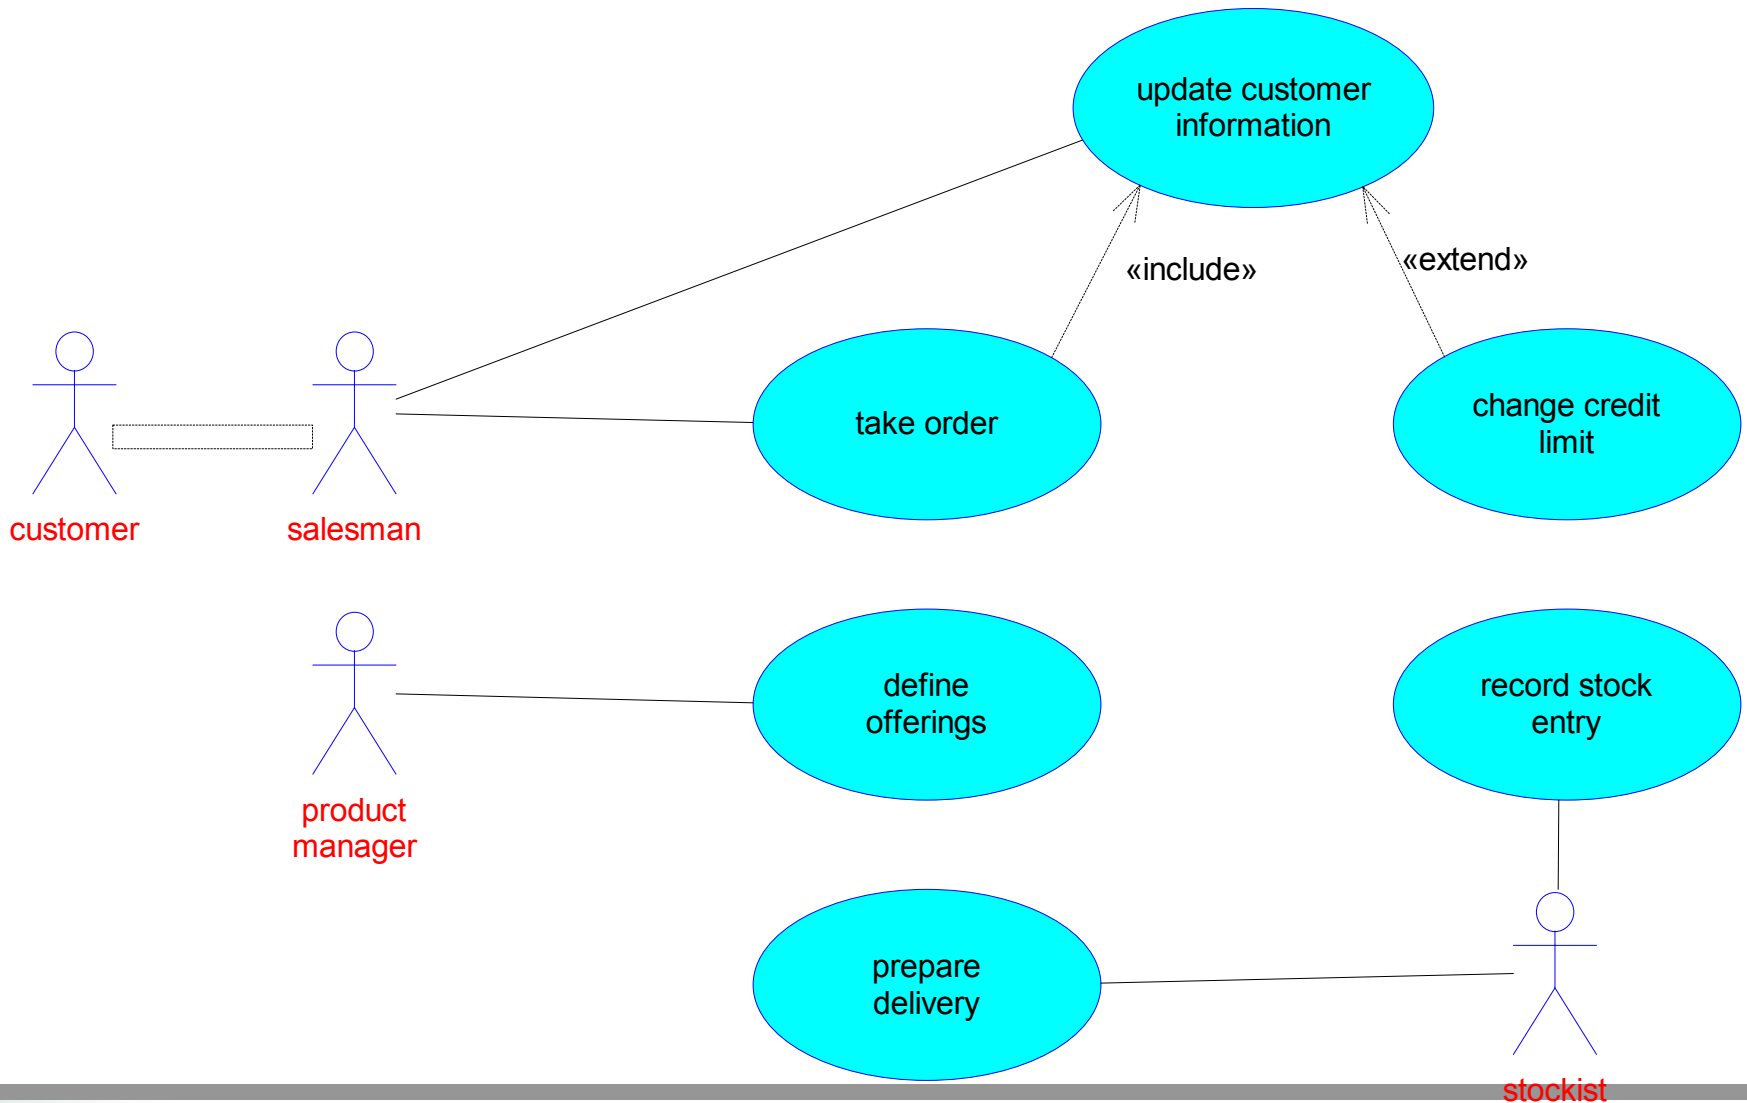 update customer
information
«include»
«extend»
take order
change credit
limit
customer
salesman
define
offerings
record stock
entry
product
manager
prepare
delivery
stockist